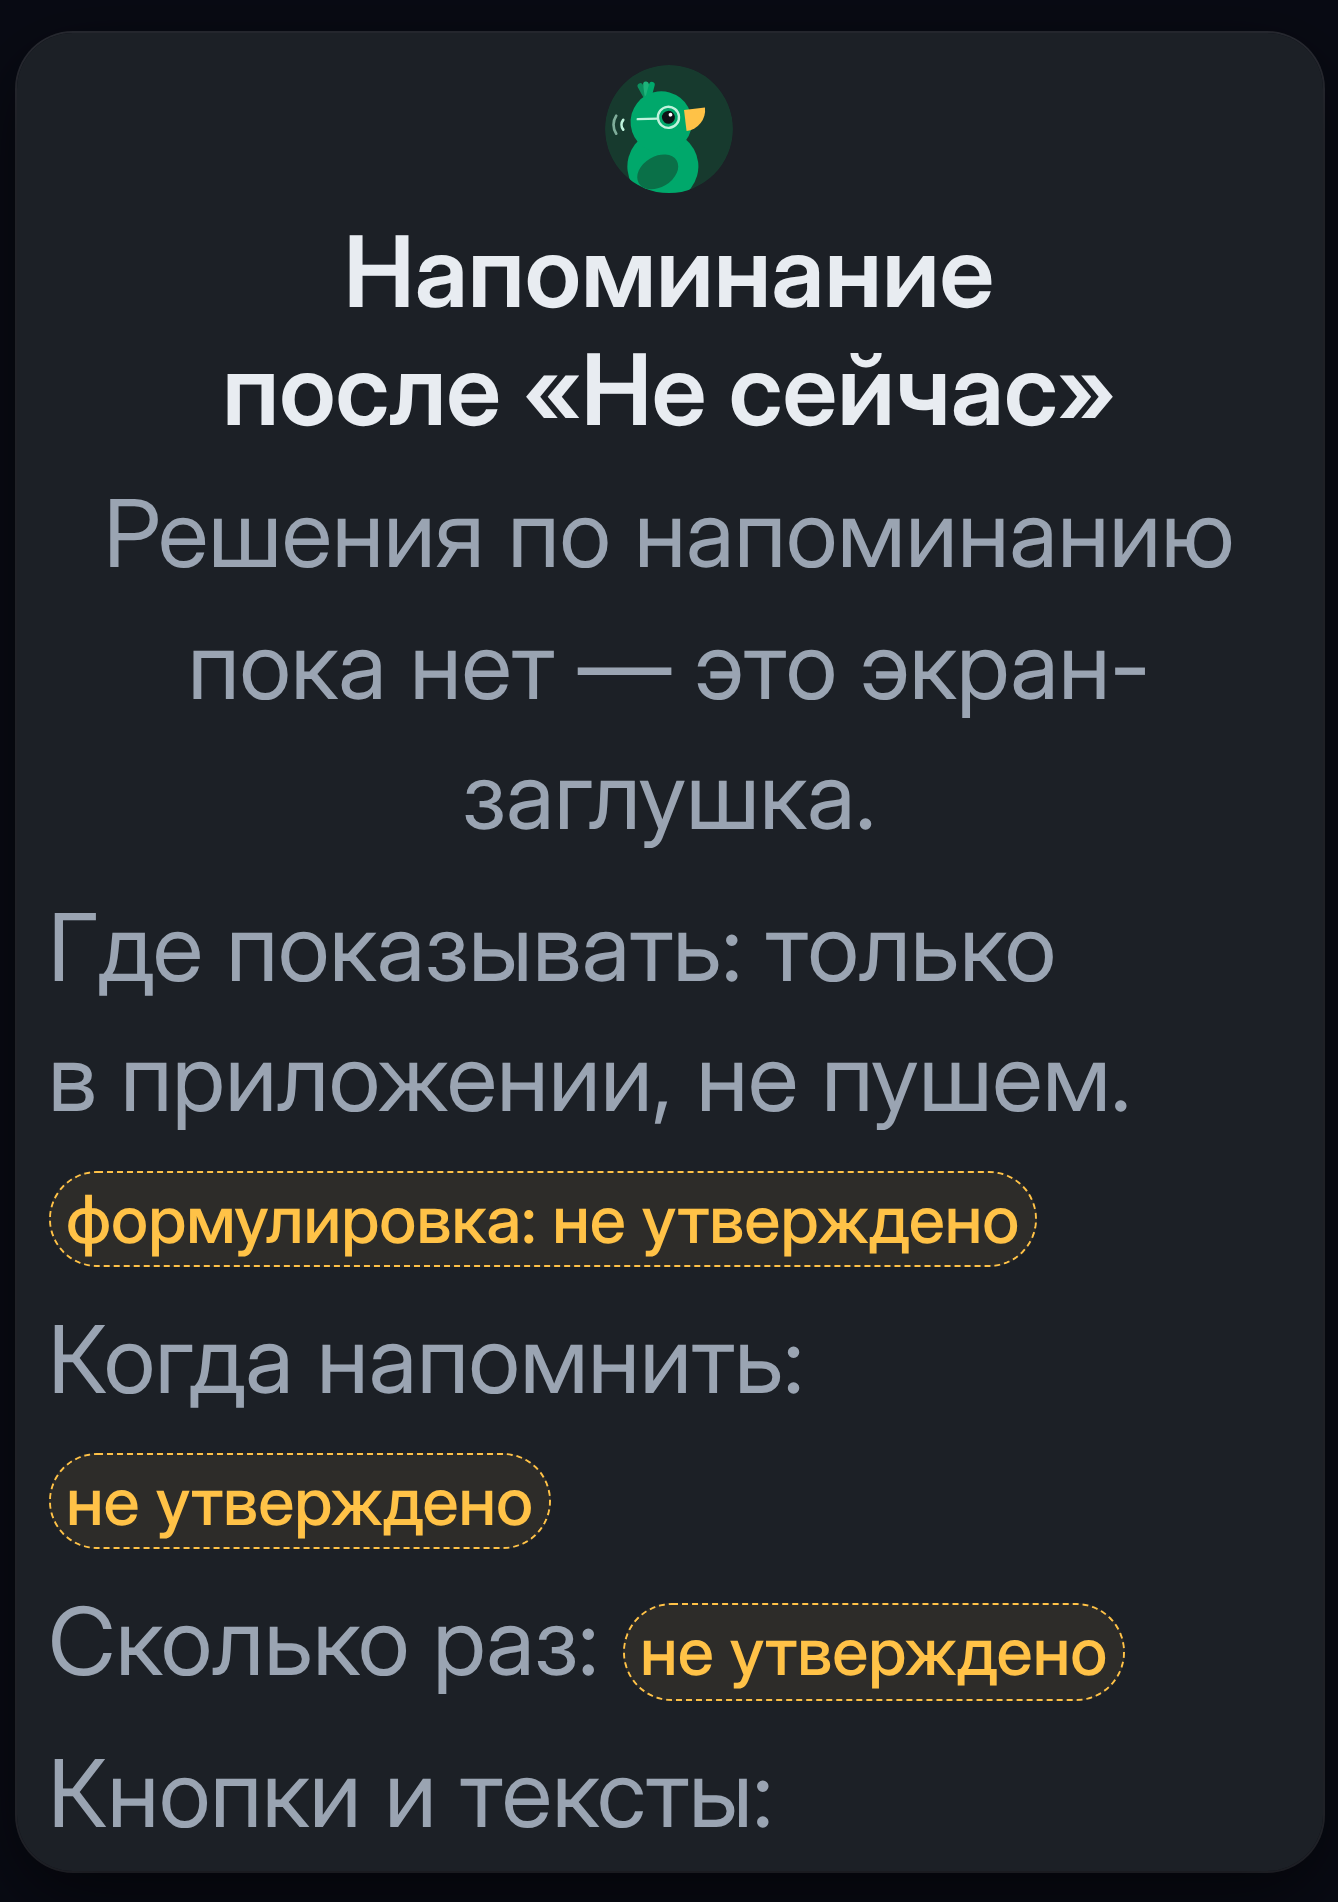 Напоминание
после «Не сейчас»
Решения по напоминанию
пока нет — это экран-
заглушка.
Где показывать: только
в приложении, не пушем.
формулировка: не утверждено
Когда напомнить:
не утверждено
Сколько раз: не утверждено
Кнопки и тексты: